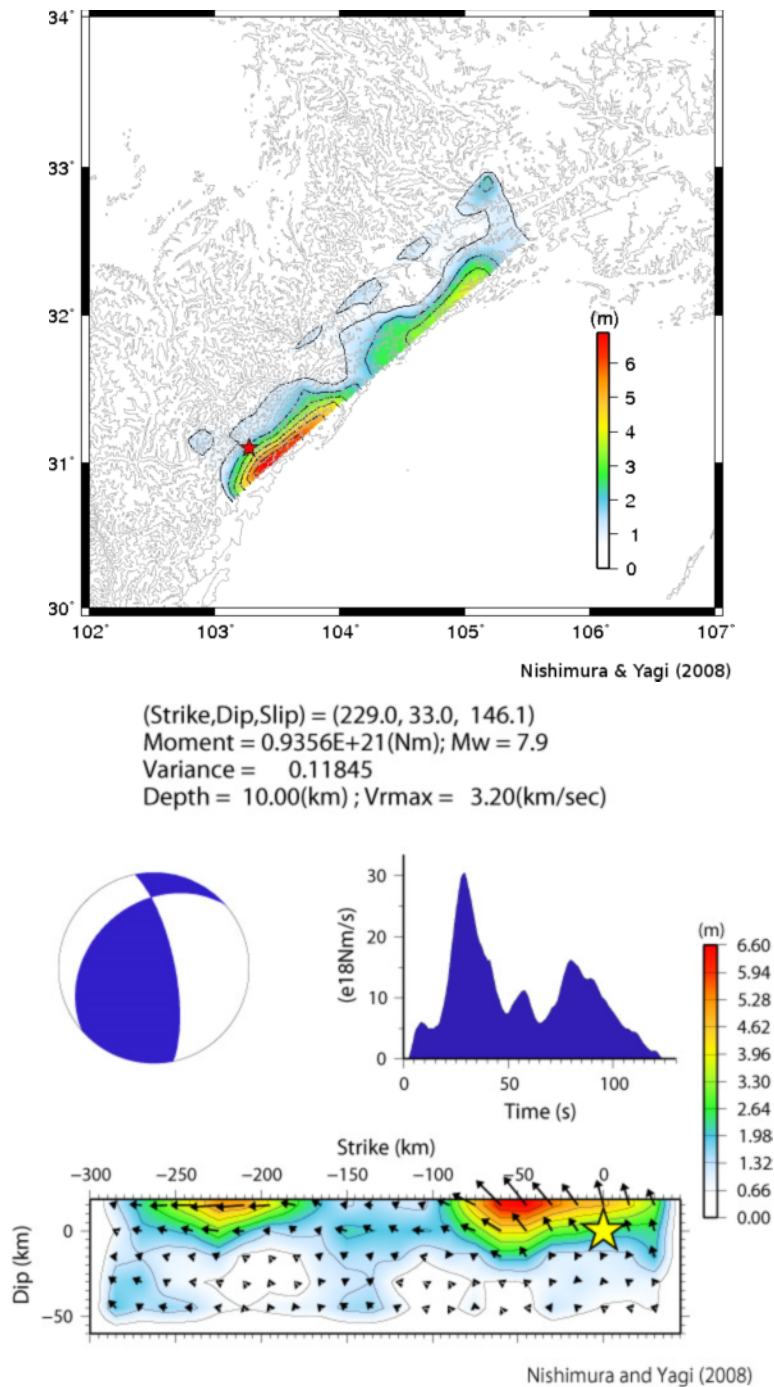 34˚
33˚
32˚
31˚
30˚
102˚ 103˚ 104˚ 105˚ 106˚ 107˚
(m)
6
5
4
3
2
1
0
Nishimura & Yagi (2008)
(Strike,Dip,Slip) = (229.0, 33.0, 146.1)
Moment = 0.9356E+21(Nm); Mw = 7.9
Variance = 0.11845
Depth = 10.00(km) ; Vrmax = 3.20(km/sec)
(e18Nm/s)
30
20
10
0
0 50 100
Time (s)
(m)
6.60
5.94
5.28
4.62
3.96
3.30
2.64
1.98
1.32
0.66
0.00
Strike (km)
−300 −250 −200 −150 −100 −50 0
Dip (km)
0
−50
Nishimura and Yagi (2008)